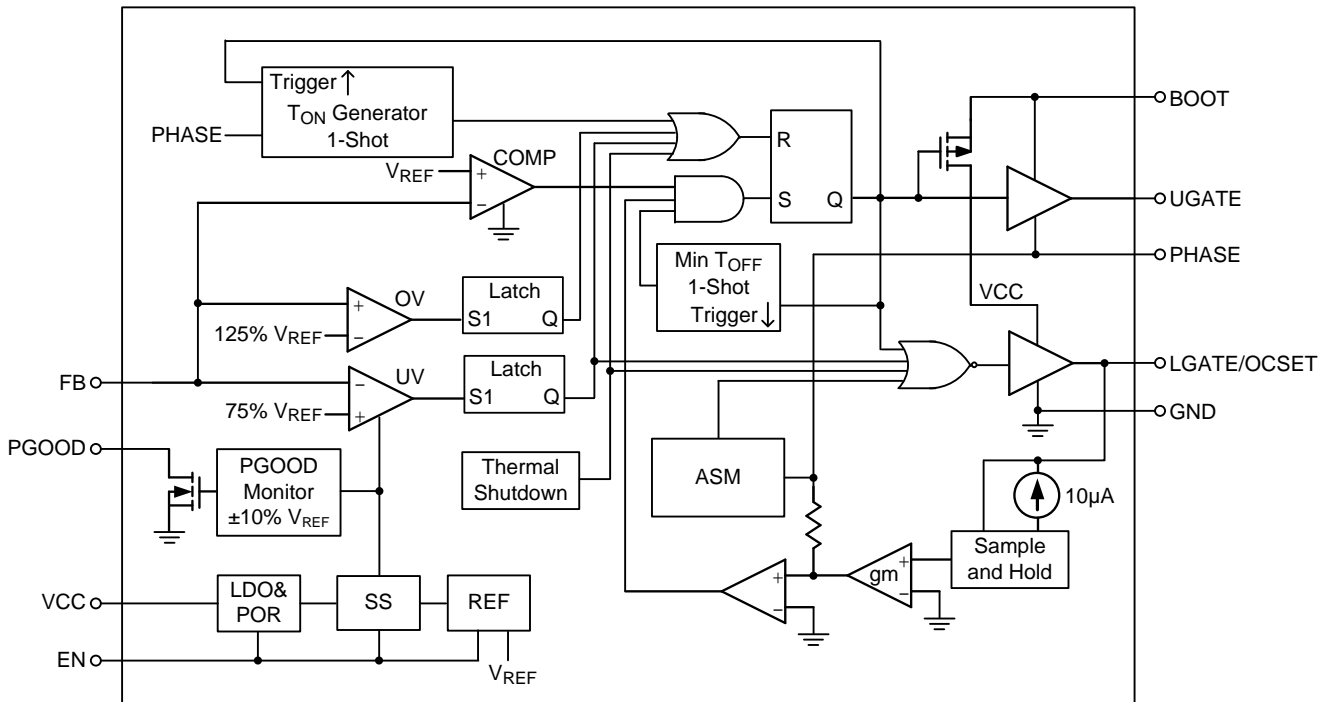 Trigger ↑
TON Generator
1-Shot
PHASE
VREF
+
−
COMP
R
S
Q
BOOT
UGATE
PHASE
Min TOFF
1-Shot
Trigger ↓
VCC
+
−
OV
125% VREF
Latch
S1
Q
FB
−
+
UV
75% VREF
Latch
S1
Q
LGATE/OCSET
GND
PGOOD
PGOOD
Monitor
±10% VREF
Thermal
Shutdown
ASM
10µA
Sample
and Hold
+
−
gm
+
−
VCC
LDO&
POR
SS
REF
EN
VREF